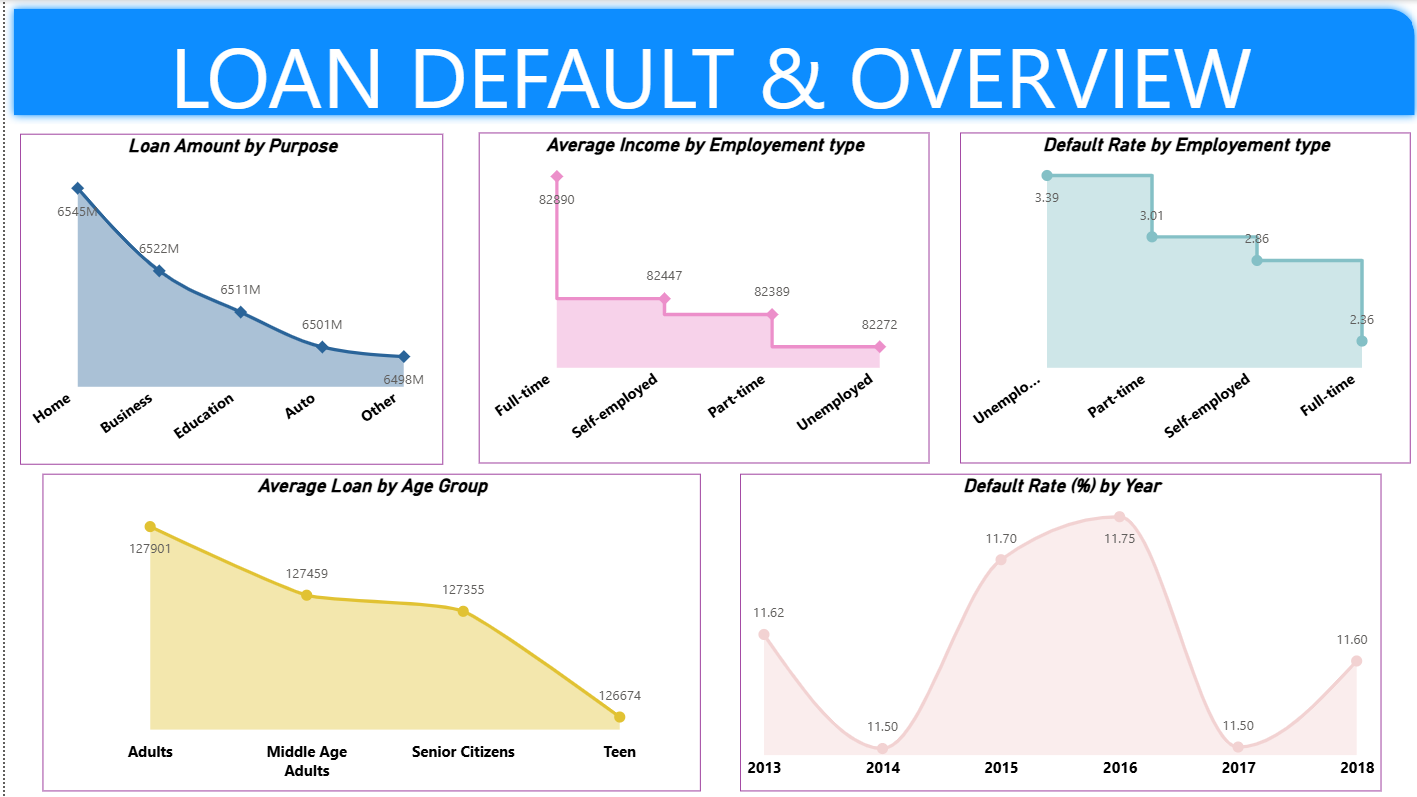 LOAN DEFAULT & OVERVIEW
Loan Amount by Purpose
6545M
6522M
6511M
6501M
6498M
Home
Business
Education
Auto
Other
Average Income by Employement type
82890
82447
82389
82272
Full-time
Self-employed
Part-time
Unemployed
Default Rate by Employement type
3.39
3.01
2.86
2.36
Unemplo...
Part-time
Self-employed
Full-time
Average Loan by Age Group
127901
127459
127355
126674
Adults
Middle Age
Adults
Senior Citizens
Teen
Default Rate (%) by Year
11.62
11.50
11.70
11.75
11.50
11.60
2013
2014
2015
2016
2017
2018